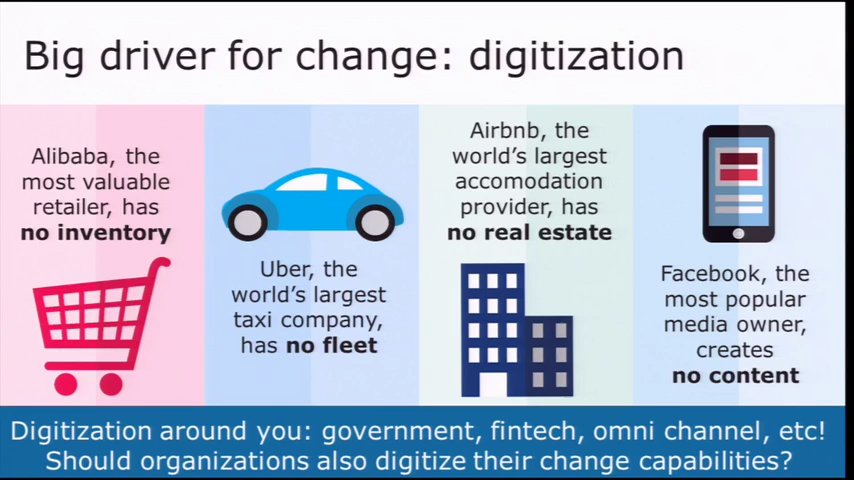 Big driver for change: digitization
Alibaba, the
most valuable
retailer, has
no inventory
Uber, the
world's largest
taxi company,
has no fleet
Airbnb, the
world's largest
accomodation
provider, has
no real estate
Facebook, the
most popular
media owner,
creates
no content
Digitization around you: government, fintech, omni channel, etc!
Should organizations also digitize their change capabilities?